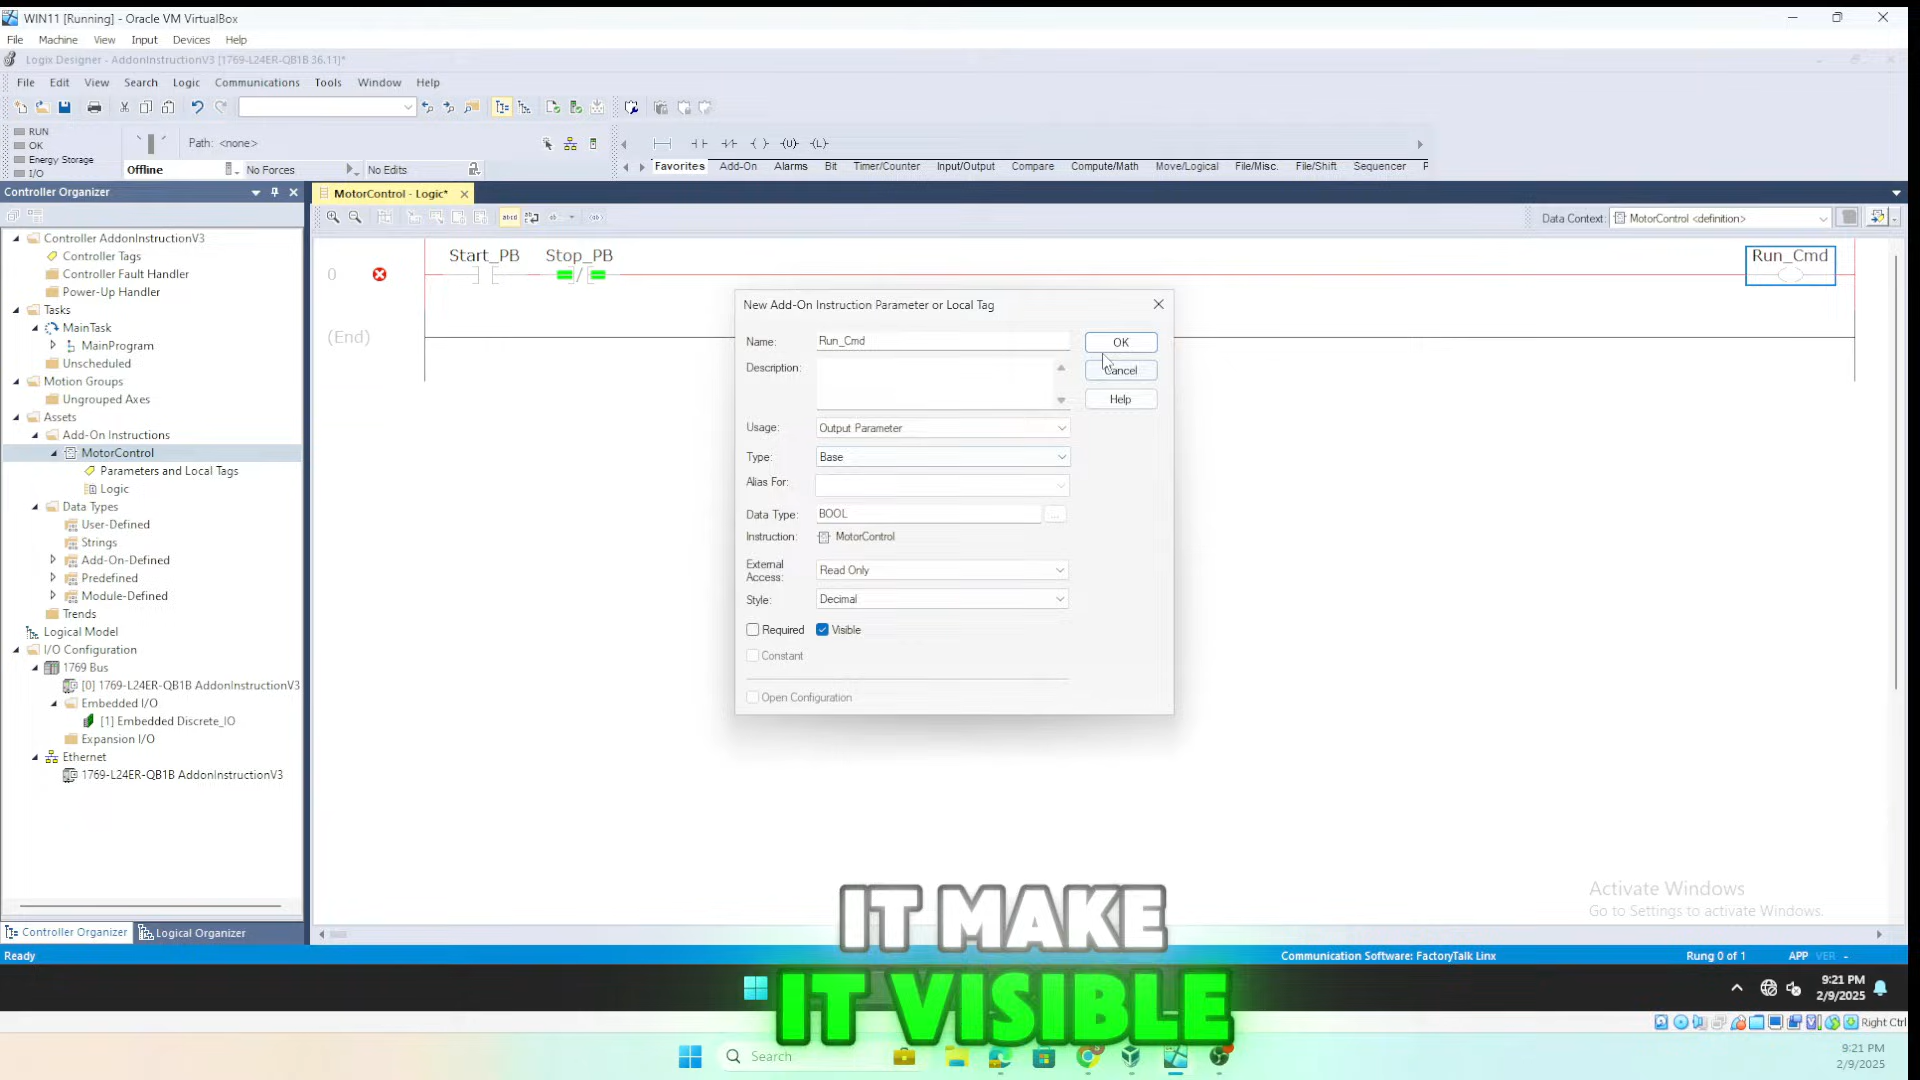 WIN11 [Running] - Oracle VM VirtualBox
File Machine View Input Devices Help
Logix Designer - AddonInstructionV3 [1769-L24ER-QB1B 36.11]*
File Edit View Search Logic Communications Tools Window Help
RUN
OK
Energy Storage
I/O
Path: <none>
Offline
No Forces
No Edits
Favorites Add-On Alarms Bit Timer/Counter Input/Output Compare Compute/Math Move/Logical File/Misc. File/Shift Sequencer
Controller Organizer
Controller AddonInstructionV3
Controller Tags
Controller Fault Handler
Power-Up Handler
Tasks
MainTask
MainProgram
Unscheduled
Motion Groups
Ungrouped Axes
Assets
Add-On Instructions
MotorControl
Parameters and Local Tags
Logic
Data Types
User-Defined
Strings
Add-On-Defined
Predefined
Module-Defined
Trends
Logical Model
I/O Configuration
1769 Bus
[0] 1769-L24ER-QB1B AddonInstructionV3
Embedded I/O
[1] Embedded Discrete_IO
Expansion I/O
Ethernet
1769-L24ER-QB1B AddonInstructionV3
Controller Organizer
Logical Organizer
MotorControl - Logic*
Data Context: MotorControl <definition>
0
Start_PB
Stop_PB
Run_Cmd
(End)
New Add-On Instruction Parameter or Local Tag
Name: Run_Cmd
OK
Description:
Cancel
Help
Usage: Output Parameter
Type: Base
Alias For:
Data Type: BOOL
...
Instruction: MotorControl
External Access: Read Only
Style: Decimal
Required
Visible
Constant
Open Configuration
Activate Windows
Go to Settings to activate Windows.
IT MAKE
IT VISIBLE
Ready
Communication Software: FactoryTalk Linx
Rung 0 of 1
APP
VER
9:21 PM
2/9/2025
Right Ctrl
Search
9:21 PM
2/9/2025